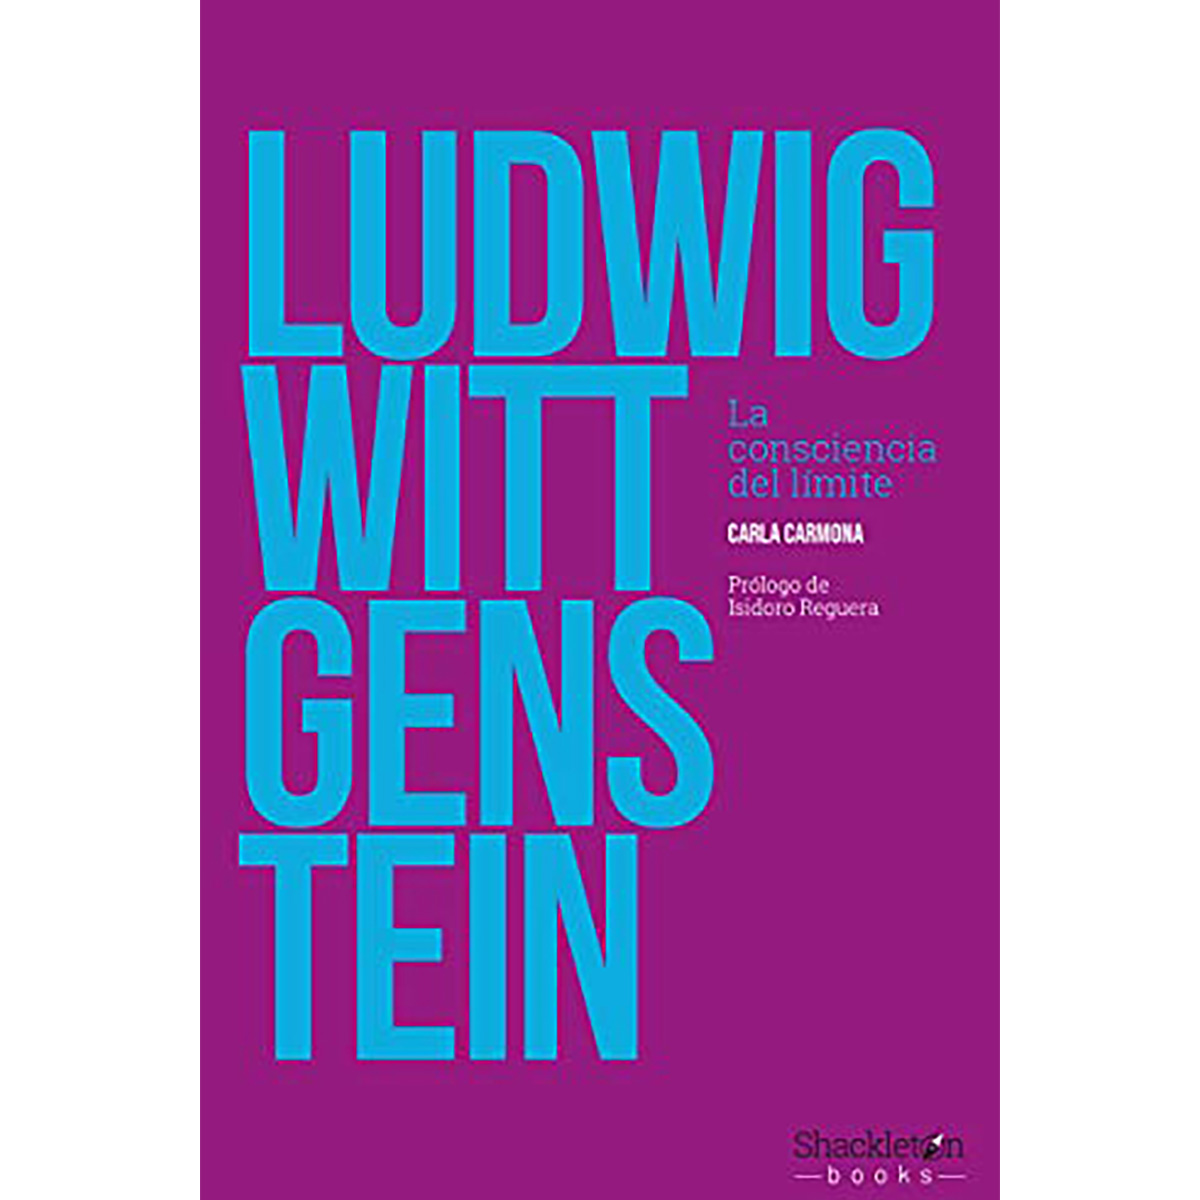 LUDWIG
WITT
GENS
TEIN
La
consciencia
del límite
CARLA CARMONA
Prólogo de
Isidoro Reguera
Shackleton
books